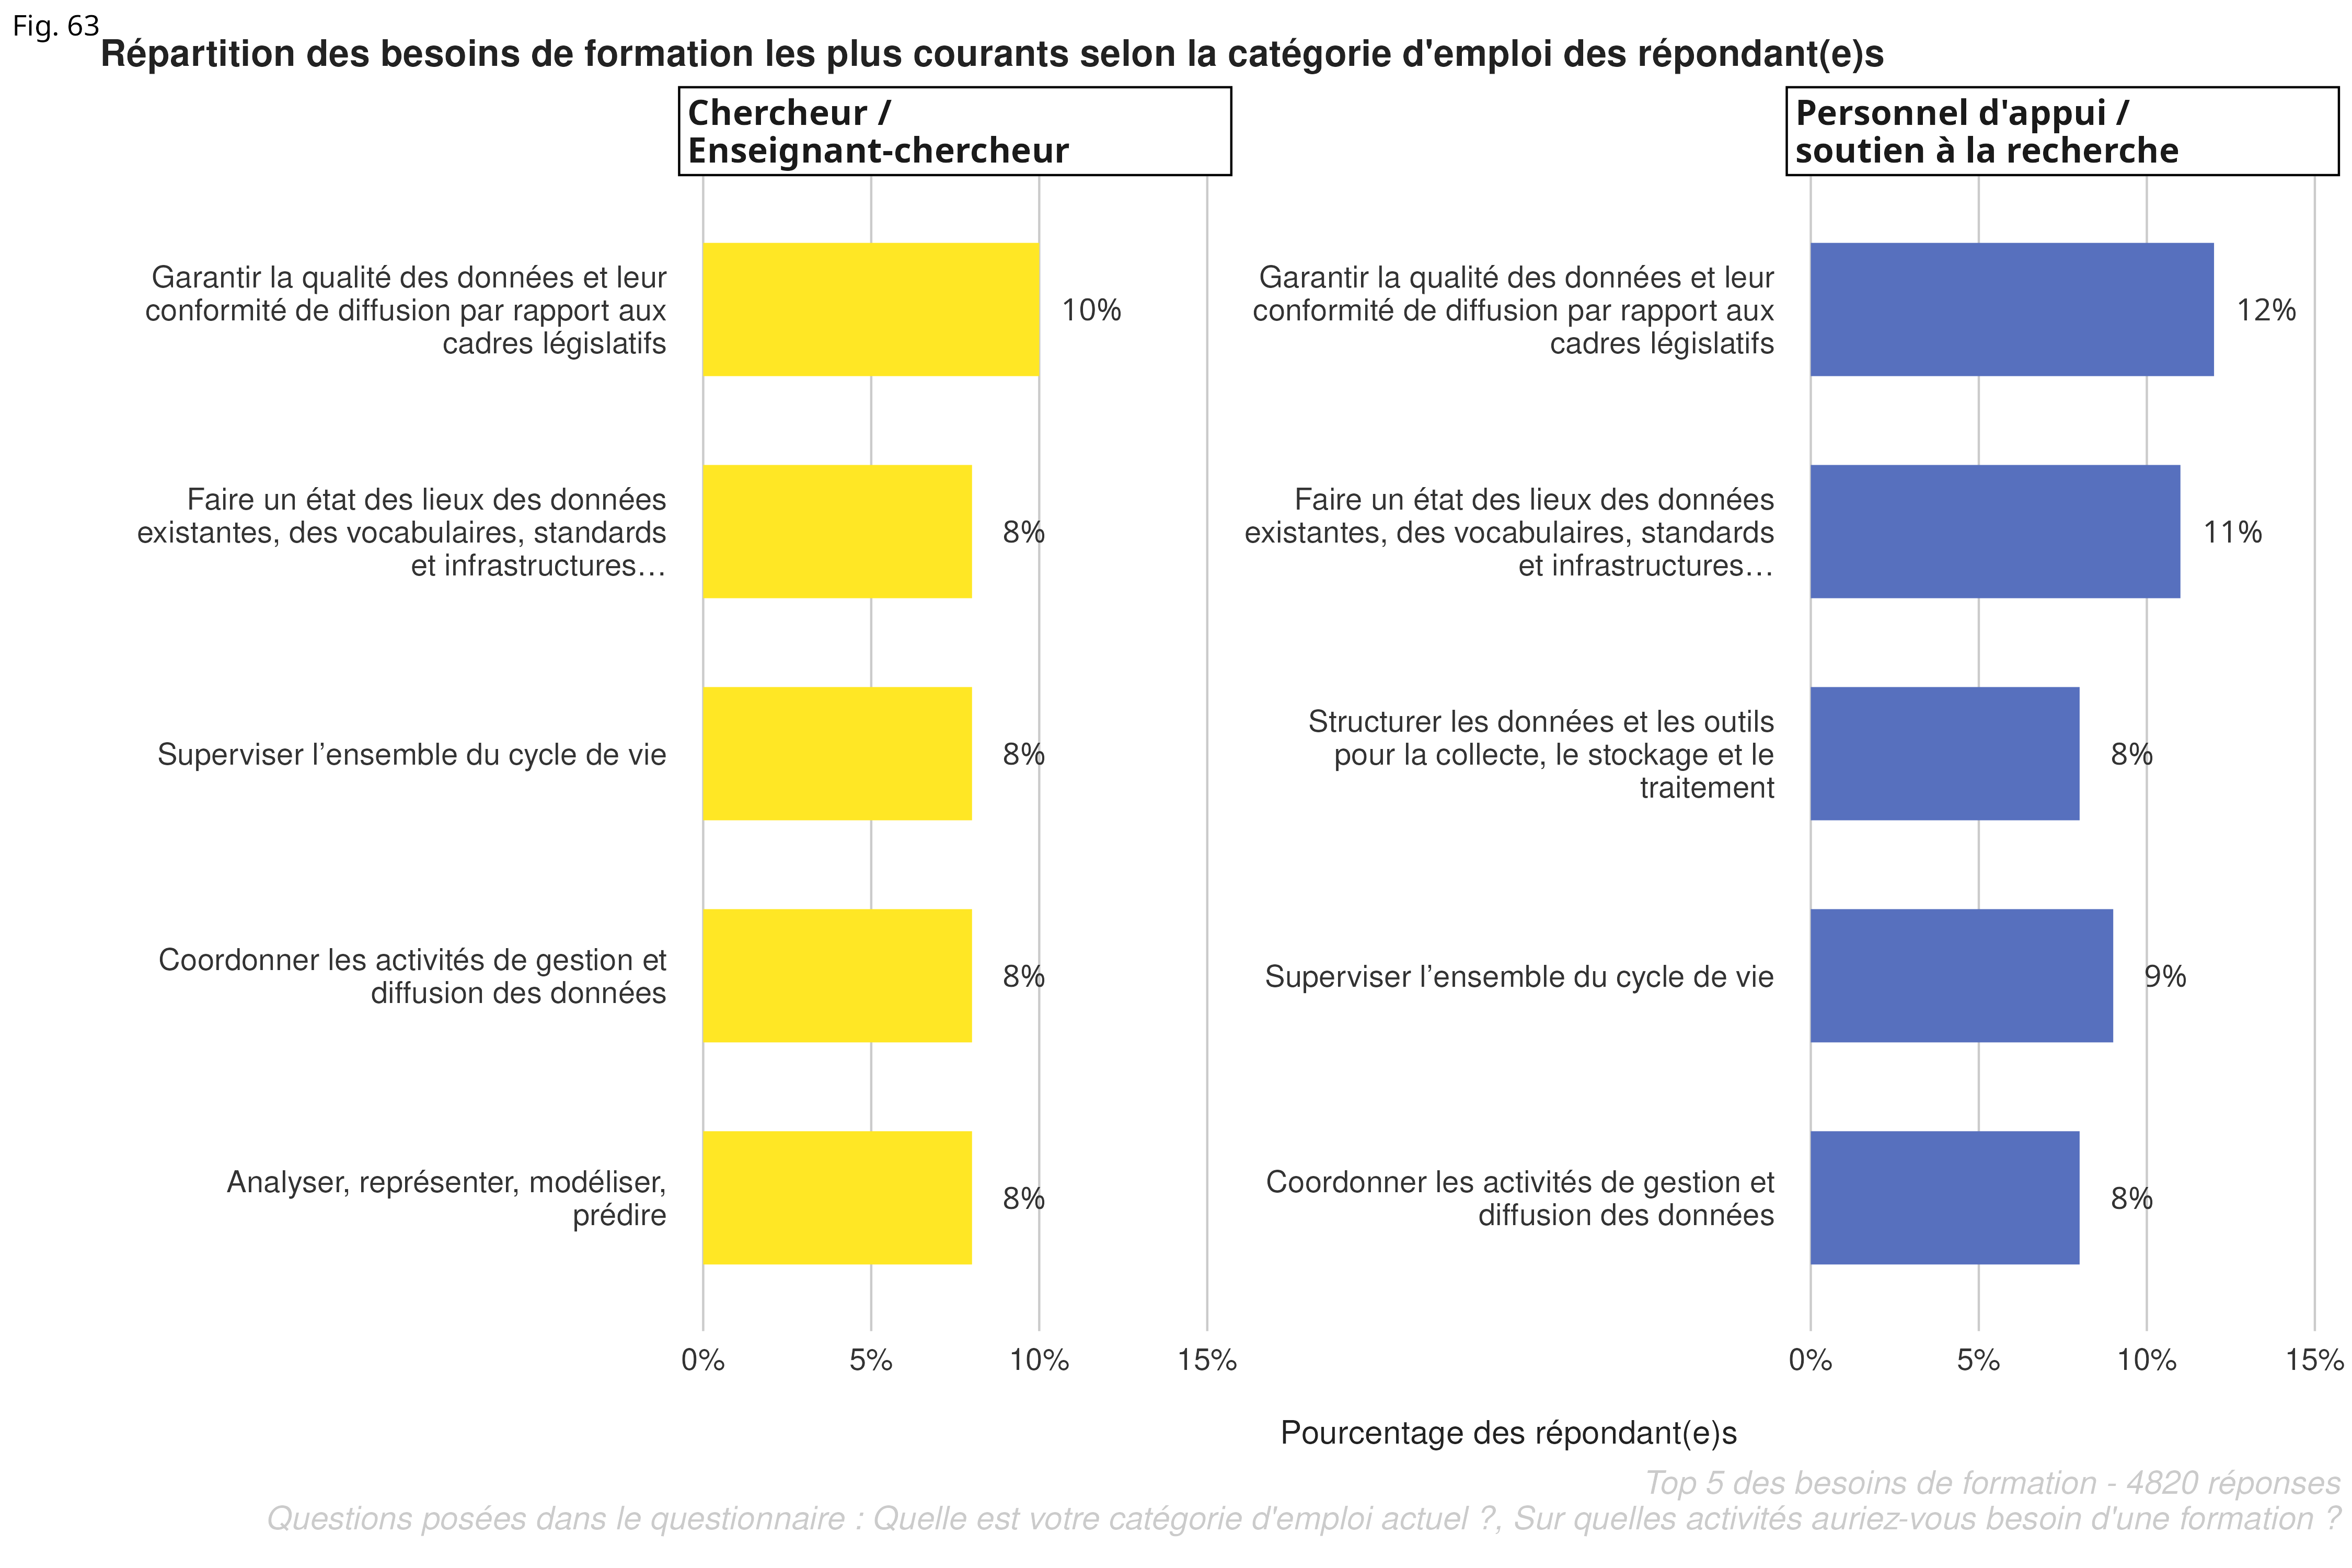 Fig. 63
Répartition des besoins de formation les plus courants selon la catégorie d'emploi des répondant(e)s
Chercheur /
Enseignant-chercheur
Garantir la qualité des données et leur
conformité de diffusion par rapport aux
cadres législatifs
10%
Faire un état des lieux des données
existantes, des vocabulaires, standards
et infrastructures…
8%
Superviser l’ensemble du cycle de vie
8%
Coordonner les activités de gestion et
diffusion des données
8%
Analyser, représenter, modéliser,
prédire
8%
0% 5% 10% 15%
Personnel d'appui /
soutien à la recherche
Garantir la qualité des données et leur
conformité de diffusion par rapport aux
cadres législatifs
12%
Faire un état des lieux des données
existantes, des vocabulaires, standards
et infrastructures…
11%
Structurer les données et les outils
pour la collecte, le stockage et le
traitement
8%
Superviser l’ensemble du cycle de vie
9%
Coordonner les activités de gestion et
diffusion des données
8%
0% 5% 10% 15%
Pourcentage des répondant(e)s
Top 5 des besoins de formation - 4820 réponses
Questions posées dans le questionnaire : Quelle est votre catégorie d'emploi actuel ?, Sur quelles activités auriez-vous besoin d'une formation ?